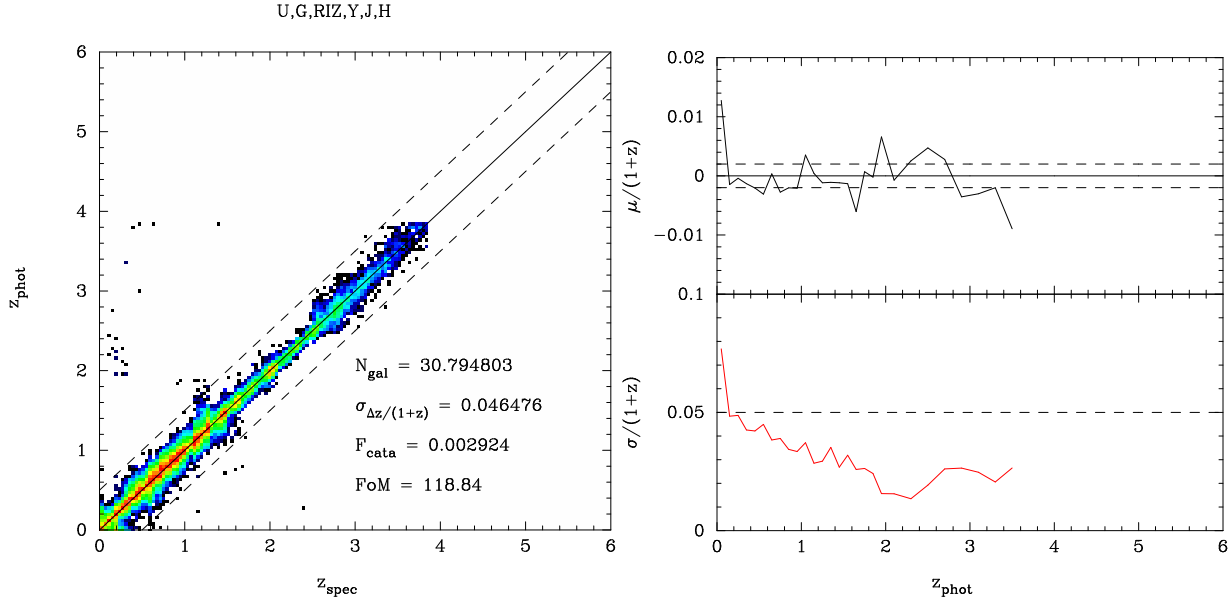 U,G,RIZ,Y,J,H
6
5
4
3
2
1
0
z_phot
N_gal = 30.794803
σ_Δz/(1+z) = 0.046476
F_cata = 0.002924
FoM = 118.84
0 1 2 3 4 5 6
z_spec
0.02
0.01
0
−0.01
μ/(1+z)
0.1
0.05
0
σ/(1+z)
0 1 2 3 4 5 6
z_phot